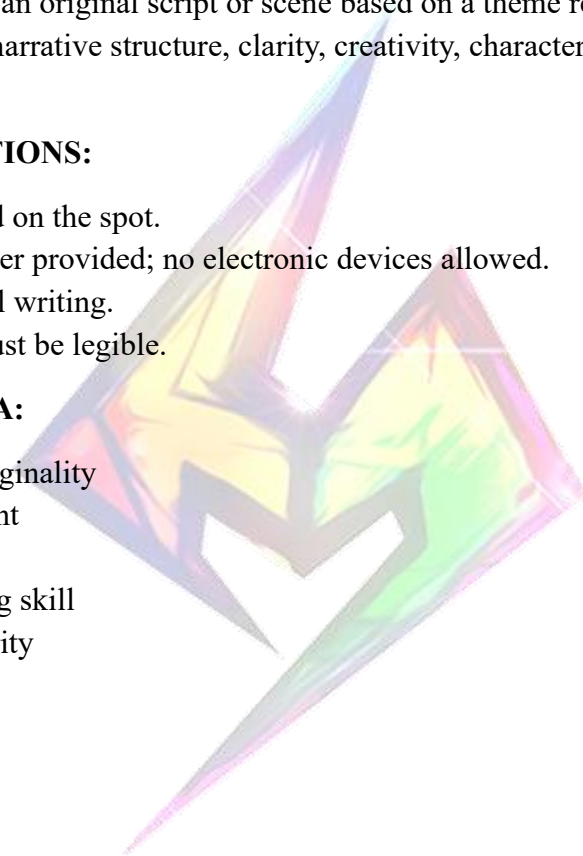 an original script or scene based on a theme
narrative structure, clarity, creativity, character
TIONS:
d on the spot.
er provided; no electronic devices allowed.
l writing.
ust be legible.
A:
ginality
nt
g skill
ity